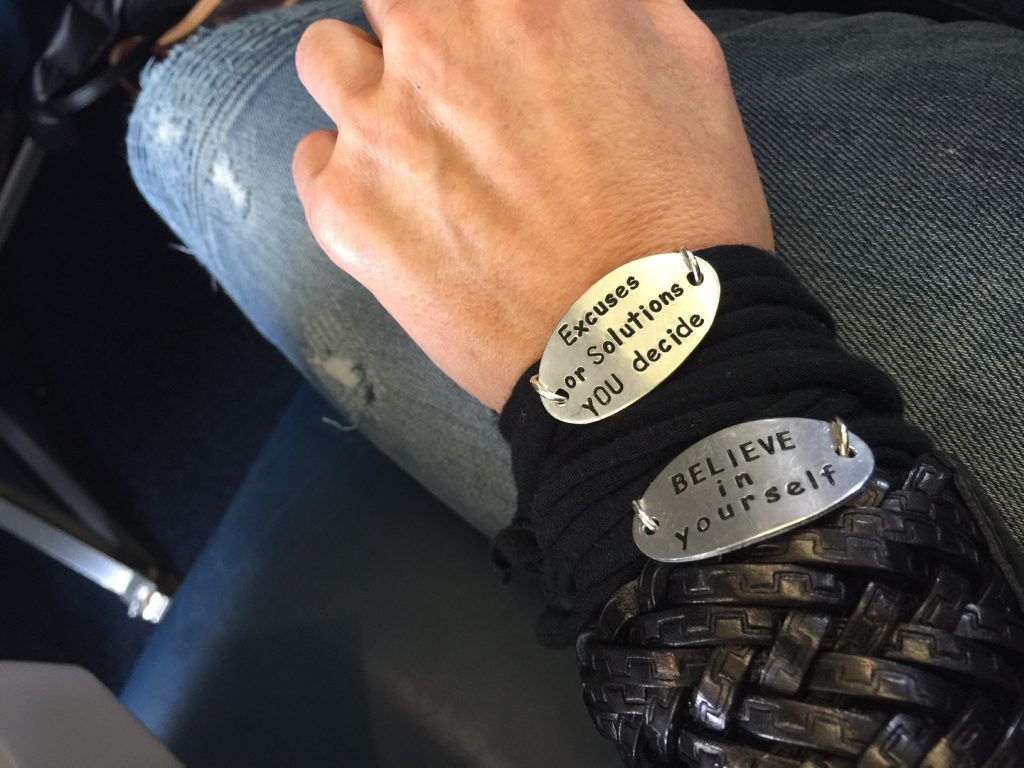 Excuses
or Solutions
YOU decide
BELIEVE
in
yourself